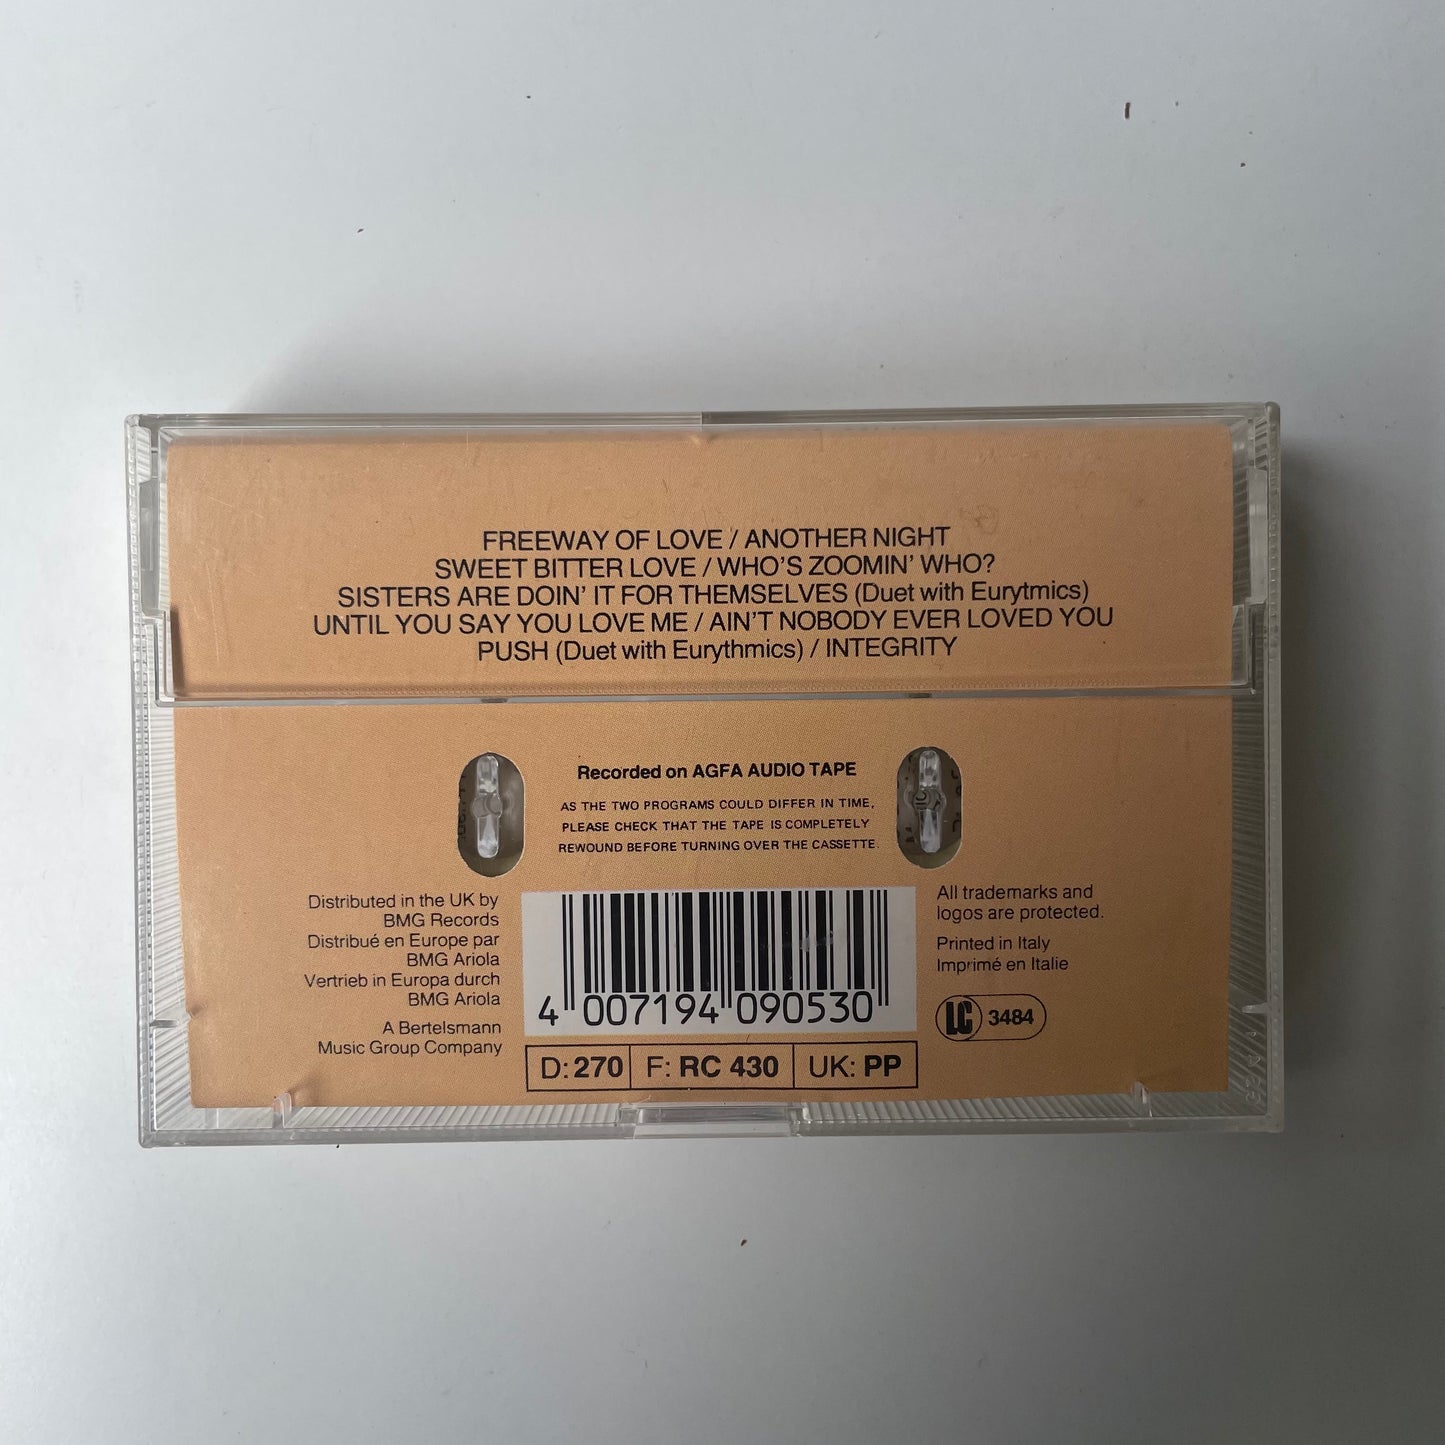 FREEWAY OF LOVE / ANOTHER NIGHT
SWEET BITTER LOVE / WHO'S ZOOMIN' WHO?
SISTERS ARE DOIN' IT FOR THEMSELVES (Duet with Eurytmics)
UNTIL YOU SAY YOU LOVE ME / AIN'T NOBODY EVER LOVED YOU
PUSH (Duet with Eurythmics) / INTEGRITY
Recorded on AGFA AUDIO TAPE
AS THE TWO PROGRAMS COULD DIFFER IN TIME,
PLEASE CHECK THAT THE TAPE IS COMPLETELY
REWOUND BEFORE TURNING OVER THE CASSETTE.
Distributed in the UK by
BMG Records
Distribué en Europe par
BMG Ariola
Vertrieb in Europa durch
BMG Ariola
A Bertelsmann
Music Group Company
4 007194 090530
D: 270 F: RC 430 UK: PP
All trademarks and
logos are protected.
Printed in Italy
Imprimé en Italie
LC 3484